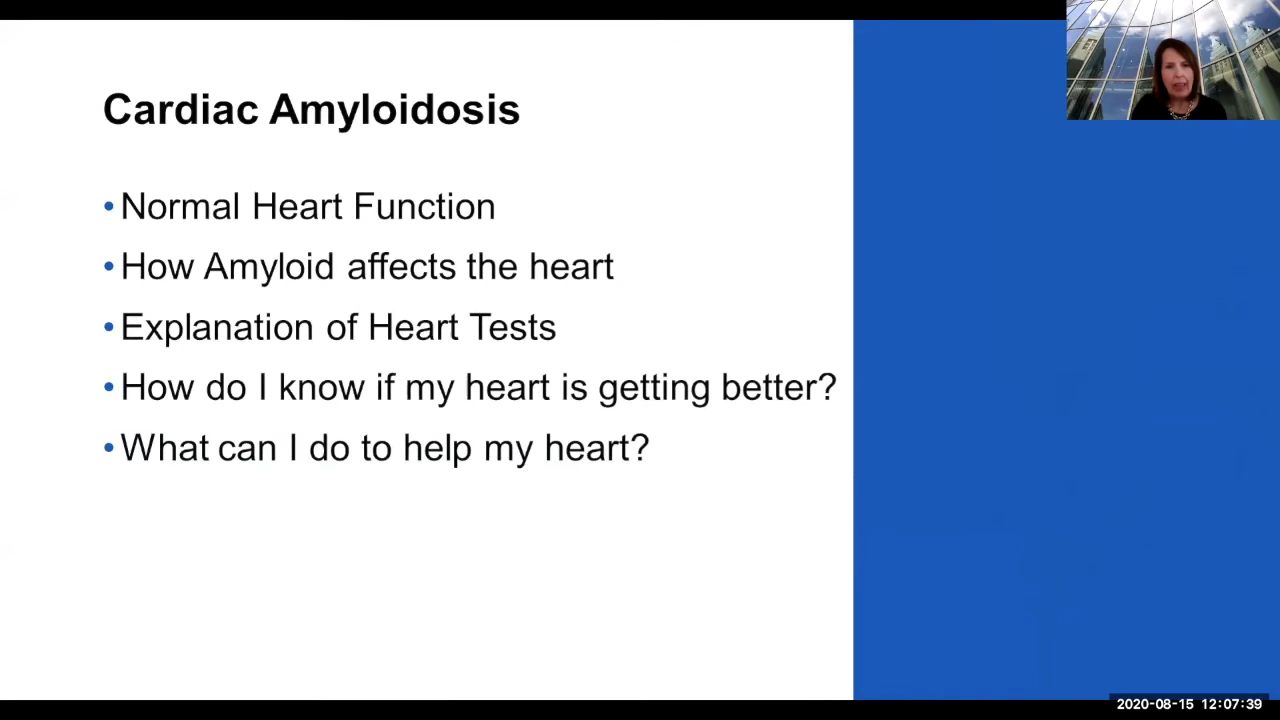 Cardiac Amyloidosis
•Normal Heart Function
•How Amyloid affects the heart
•Explanation of Heart Tests
•How do I know if my heart is getting better?
•What can I do to help my heart?
2020-08-15 12:07:39